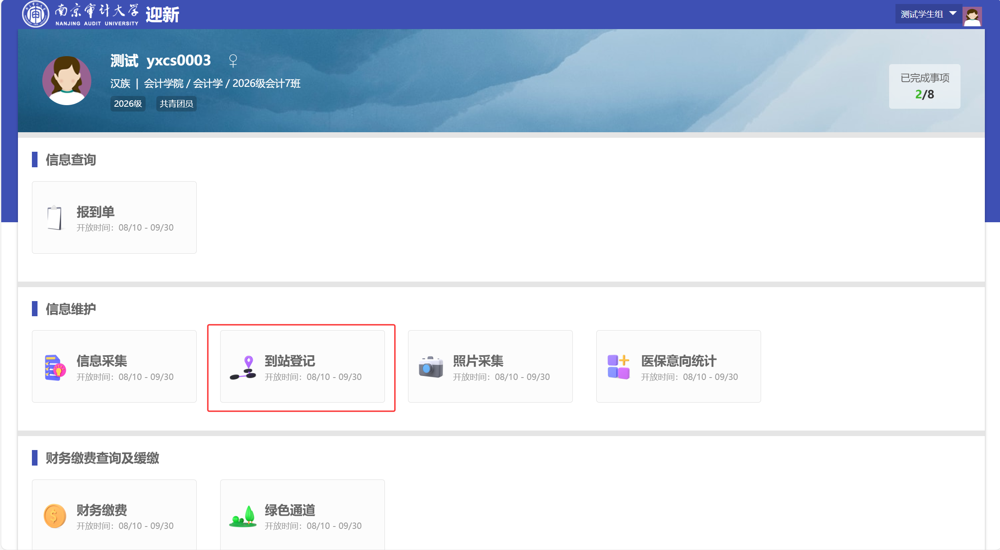 南京审计大学
NANJING AUDIT UNIVERSITY
迎新
测试学生组
测试 yxcs0003 ♀
汉族 | 会计学院 / 会计学 / 2026级会计7班
2026级 共青团员
已完成事项
2/8
信息查询
报到单
开放时间：08/10 - 09/30
信息维护
信息采集
开放时间：08/10 - 09/30
到站登记
开放时间：08/10 - 09/30
照片采集
开放时间：08/10 - 09/30
医保意向统计
开放时间：08/10 - 09/30
财务缴费查询及缓缴
财务缴费
开放时间：08/10 - 09/30
绿色通道
开放时间：08/10 - 09/30